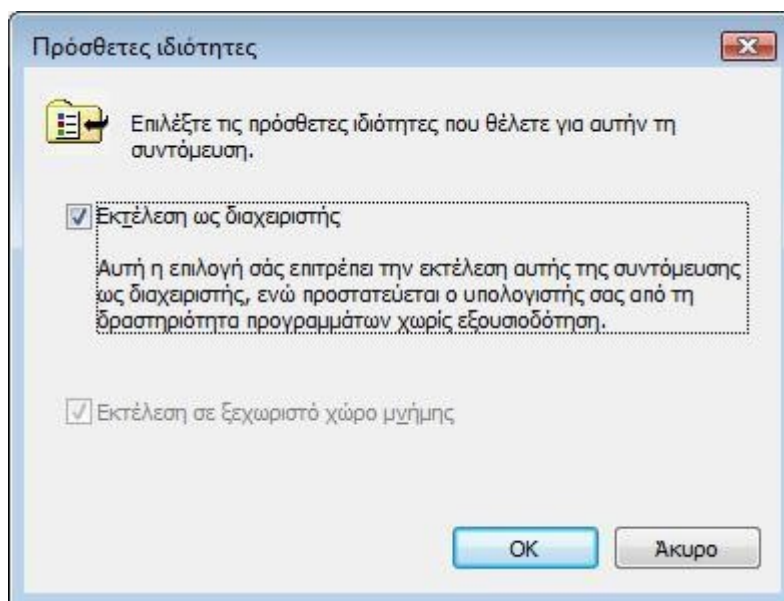 Πρόσθετες ιδιότητες
Επιλέξτε τις πρόσθετες ιδιότητες που θέλετε για αυτήν τη
συντόμευση.
Εκτέλεση ως διαχειριστής
Αυτή η επιλογή σάς επιτρέπει την εκτέλεση αυτής της συντόμευσης
ως διαχειριστής, ενώ προστατεύεται ο υπολογιστής σας από τη
δραστηριότητα προγραμμάτων χωρίς εξουσιοδότηση.
Εκτέλεση σε ξεχωριστό χώρο μνήμης
OK
Άκυρο